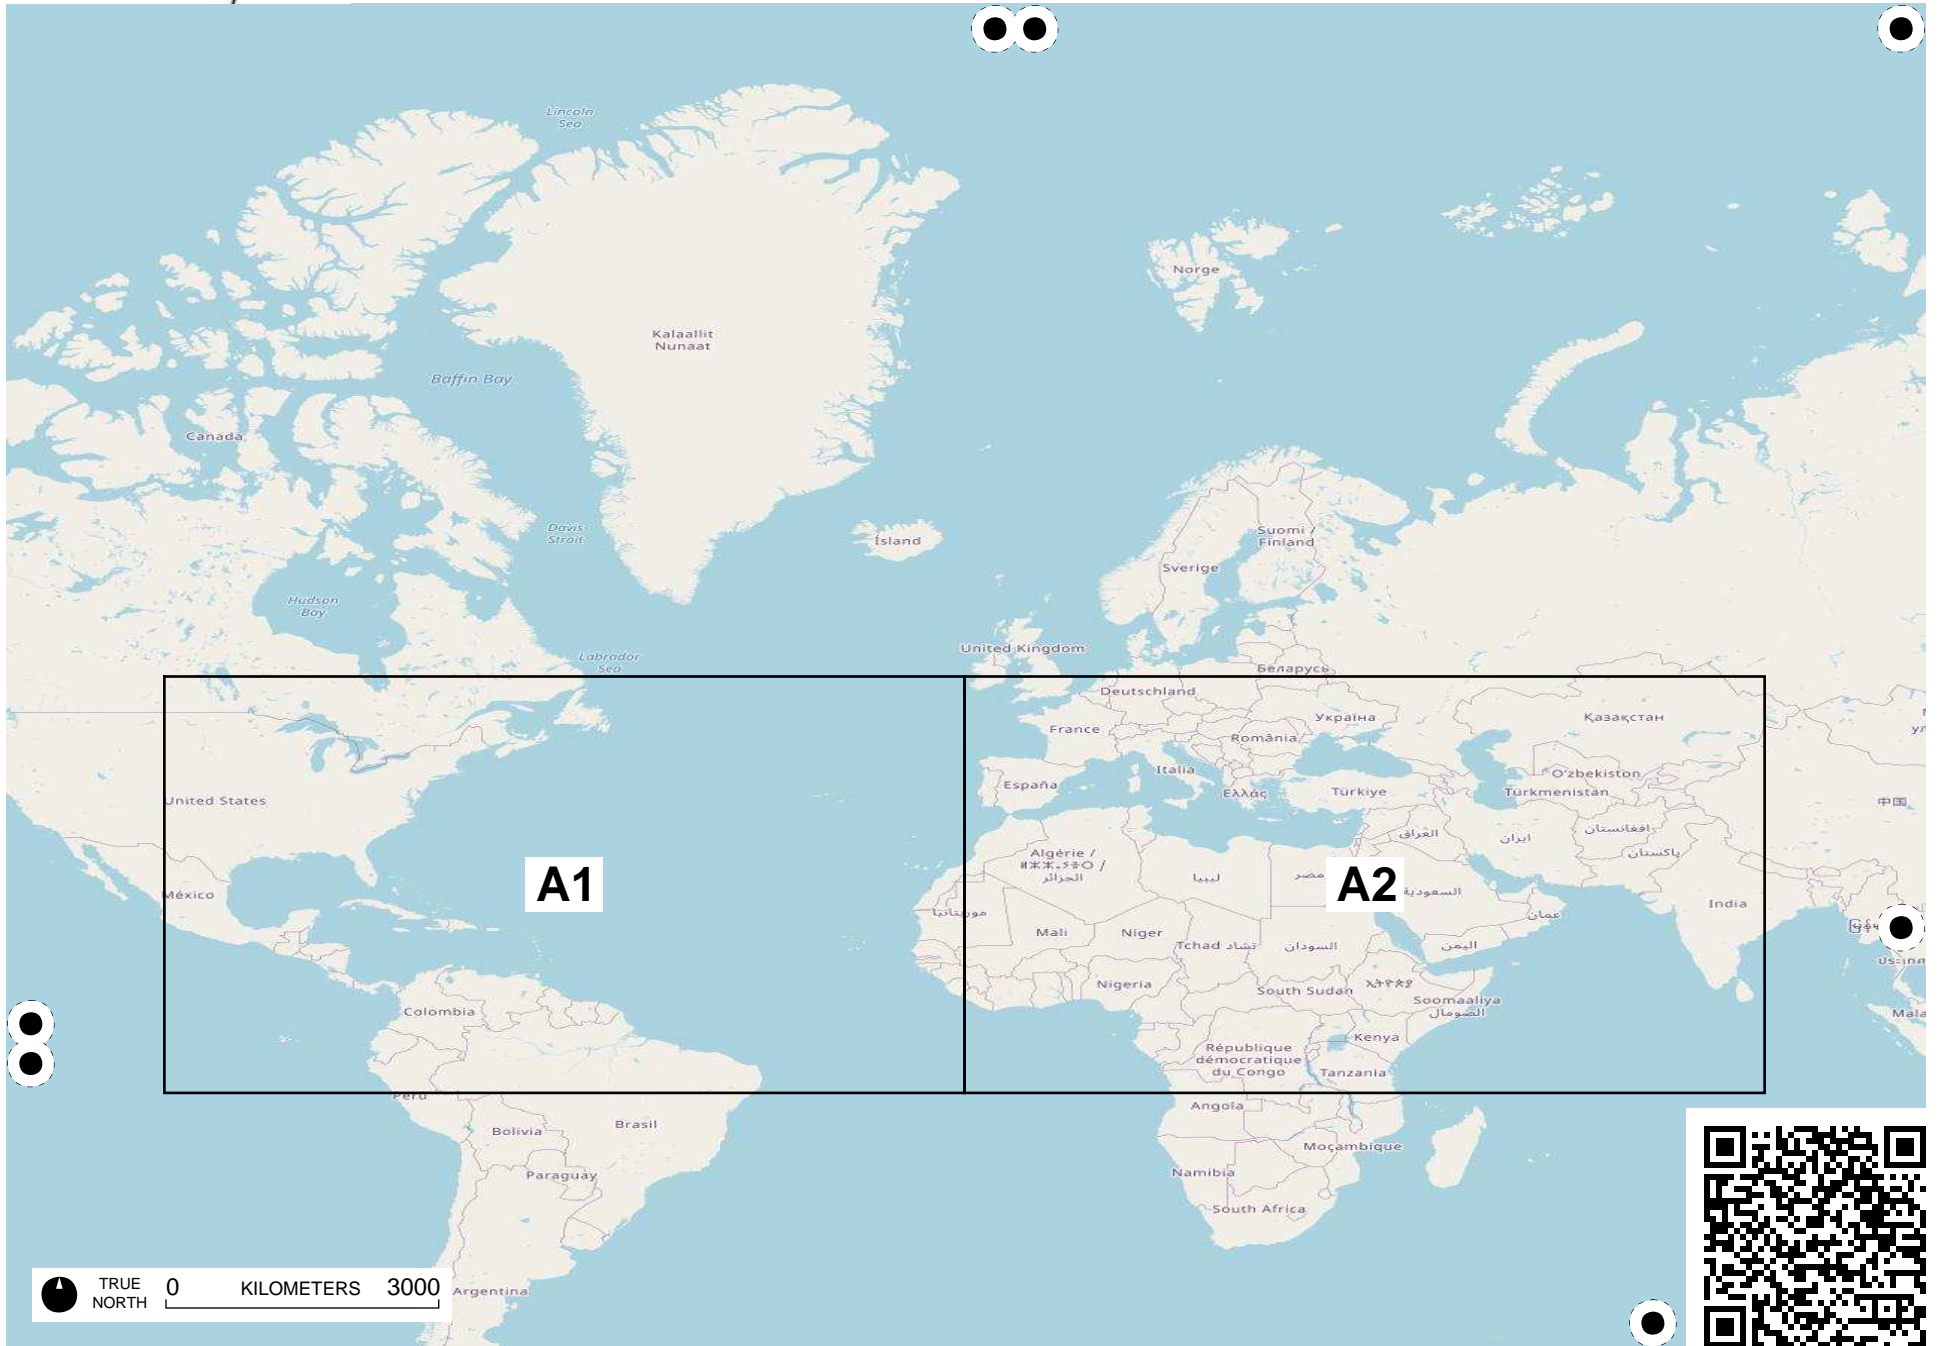 Lincoln
Sea
Norge
Kalaallit
Nunaat
Baffin Bay
Canada
Davis
Strait
Ísland
Suomi /
Finland
Sverige
Hudson
Bay
Labrador
Sea
United Kingdom
Беларусь
Deutschland
France
Україна
Қазақстан
România
Italia
España
Ελλάς
Türkiye
O'zbekiston
Türkmenistan
United States
中国
العراق
ایران
افغانستان
پاکستان
Algérie /
ⵍⵣⵣⴰⵢⴻⵔ /
الجزائر
ليبيا
مصر
السعودية
A1
A2
México
India
موريتانيا
عمان
Mali
Niger
Tchad تشاد
السودان
اليمن
Nigeria
South Sudan
ኢትዮጵያ
Soomaaliya
الصومال
Colombia
Mala
Kenya
République
démocratique
du Congo
Tanzania
Peru
Angola
Brasil
Bolivia
Moçambique
Paraguay
Namibia
South Africa
TRUE
NORTH
0 KILOMETERS 3000
Argentina